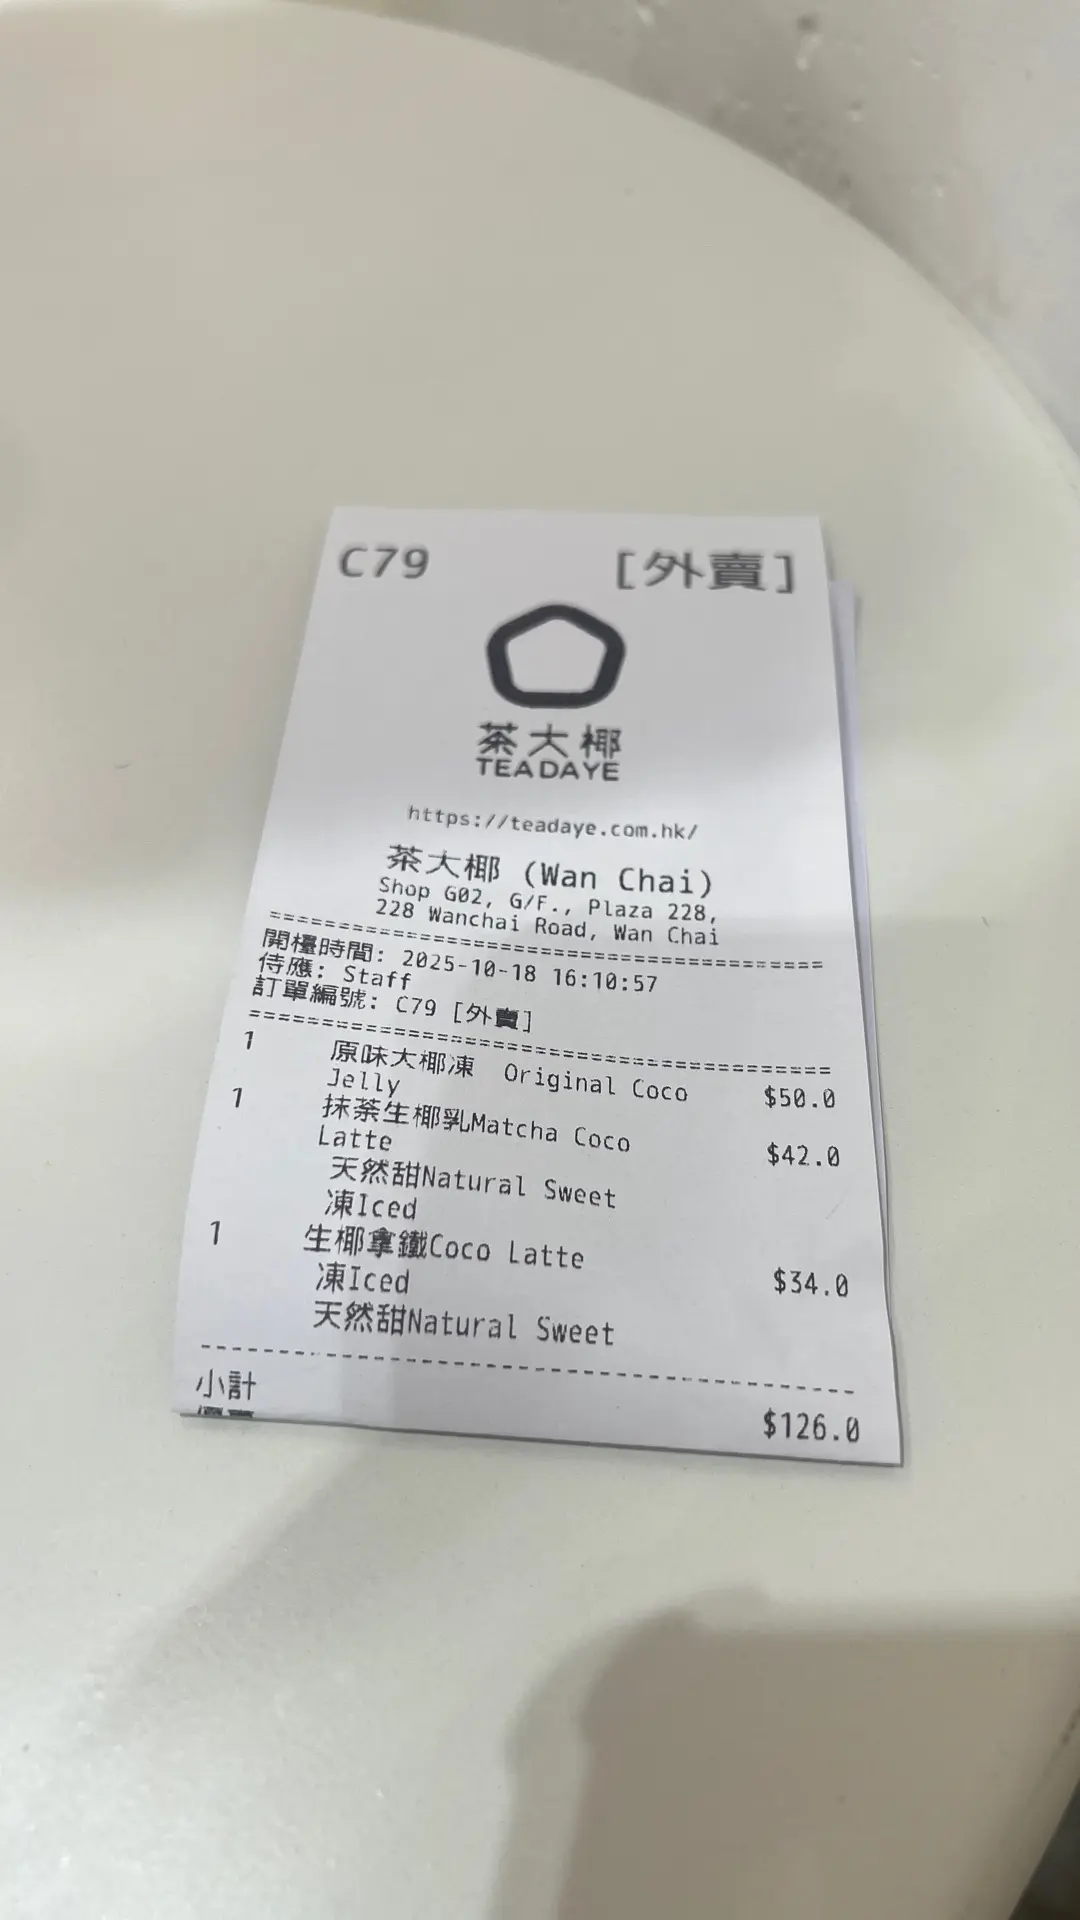 C79 [外賣]
茶大椰
TEADAYE
https://teadaye.com.hk/
茶大椰 (Wan Chai)
Shop G02, G/F., Plaza 228,
228 Wanchai Road, Wan Chai
======================================
開檯時間: 2025-10-18 16:10:57
侍應: Staff
訂單編號: C79 [外賣]
======================================
1 原味大椰凍 Original Coco $50.0
Jelly
1 抹茶生椰乳Matcha Coco $42.0
Latte
天然甜Natural Sweet
凍Iced
1 生椰拿鐵Coco Latte $34.0
凍Iced
天然甜Natural Sweet
--------------------------------------
小計 $126.0